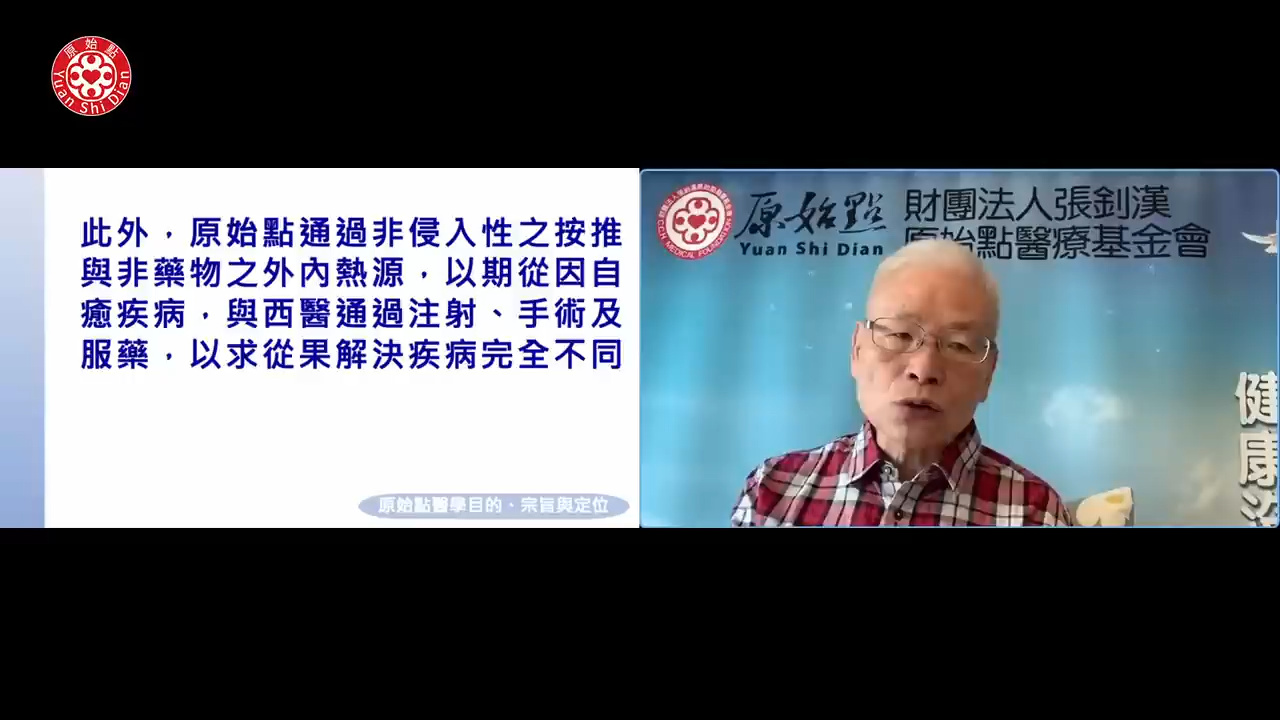 原始點
Yuan Shi Dian
此外，原始點通過非侵入性之按推
與非藥物之外內熱源，以期從因自
癒疾病，與西醫通過注射、手術及
服藥，以求從果解決疾病完全不同
原始點醫學目的、宗旨與定位
原始點
Yuan Shi Dian
財團法人張釗漢
原始點醫療基金會
C.C.H. MEDICAL FOUNDATION
健康